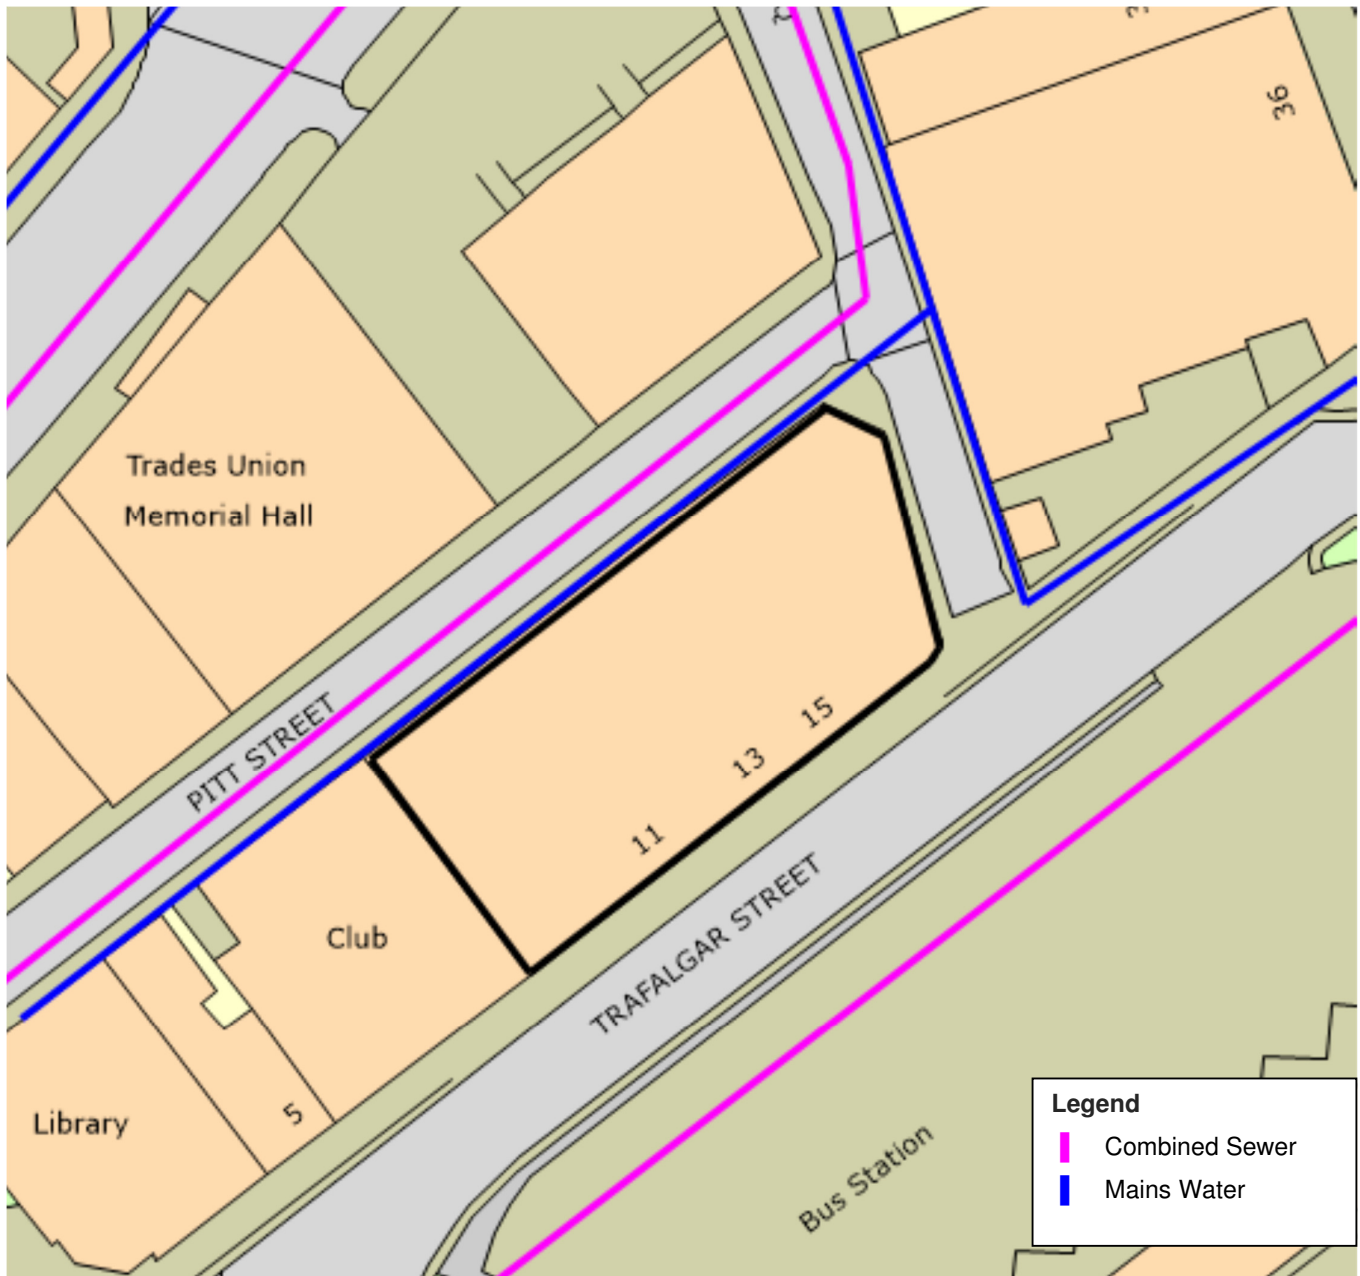 36
Trades Union
Memorial Hall
PITT STREET
15
13
11
TRAFALGAR STREET
Club
Library
5
Bus Station
Legend
Combined Sewer
Mains Water